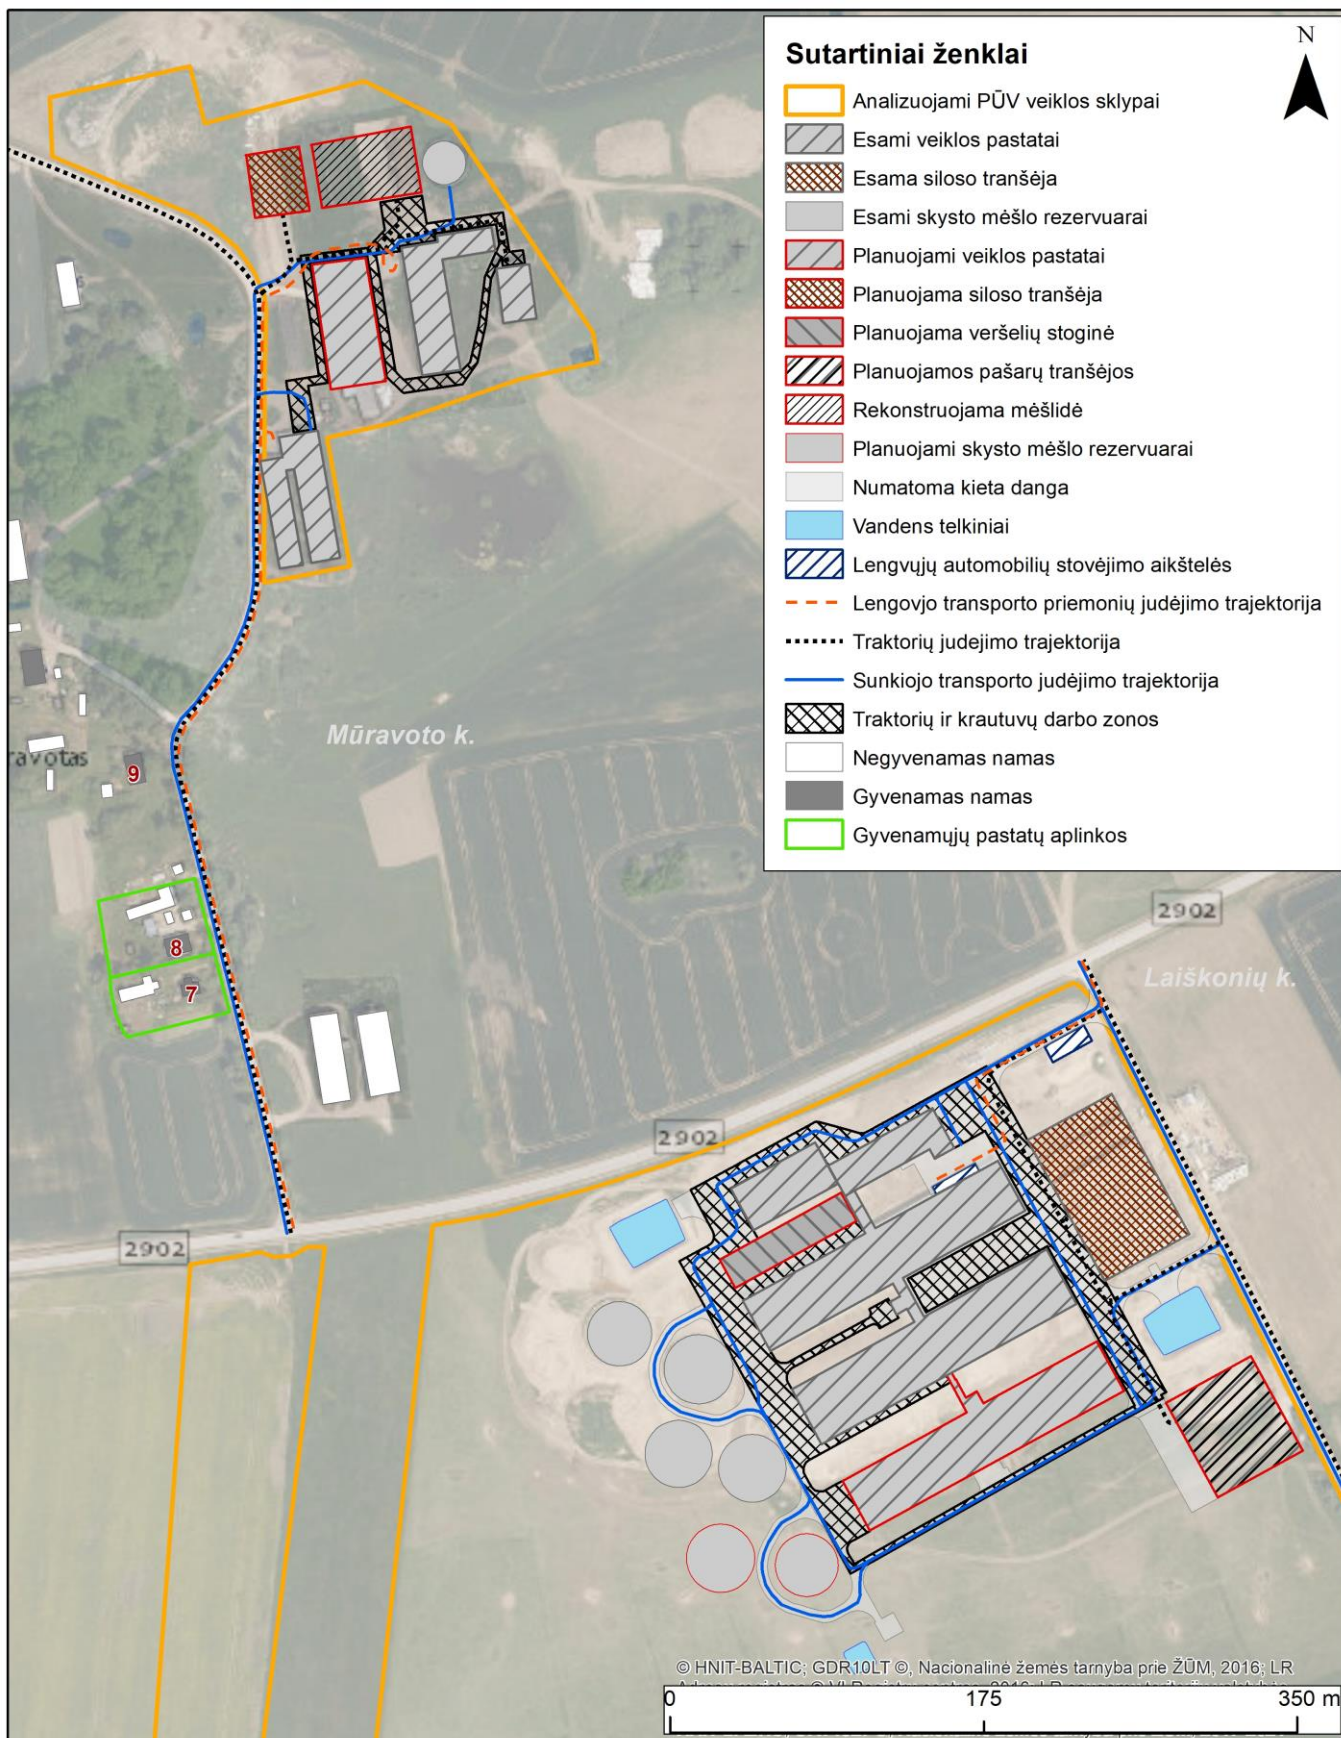 Sutartiniai ženklai
N
Analizuojami PŪV veiklos sklypai
Esami veiklos pastatai
Esama siloso tranšėja
Esami skysto mėšlo rezervuarai
Planuojami veiklos pastatai
Planuojama siloso tranšėja
Planuojama veršelių stoginė
Planuojamos pašarų tranšėjos
Rekonstruojama mėšlidė
Planuojami skysto mėšlo rezervuarai
Numatoma kieta danga
Vandens telkiniai
Lengvųjų automobilių stovėjimo aikštelės
Lengovjo transporto priemonių judėjimo trajektorija
Traktorių judejimo trajektorija
Sunkiojo transporto judėjimo trajektorija
Traktorių ir krautuvų darbo zonos
Negyvenamas namas
Gyvenamas namas
Gyvenamųjų pastatų aplinkos
Mūravoto k.
ravotas
9
8
7
2902
Laiškonių k.
2902
2902
© HNIT-BALTIC; GDR10LT ©, Nacionalinė žemės tarnyba prie ŽŪM, 2016; LR
0 175 350 m